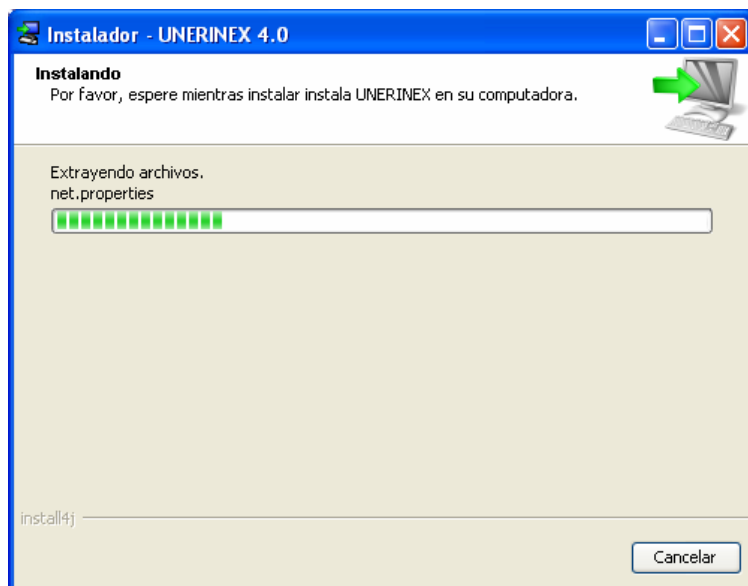 Instalador - UNERINEX 4.0
Instalando
Por favor, espere mientras instalar instala UNERINEX en su computadora.
Extrayendo archivos.
net.properties
install4j
Cancelar